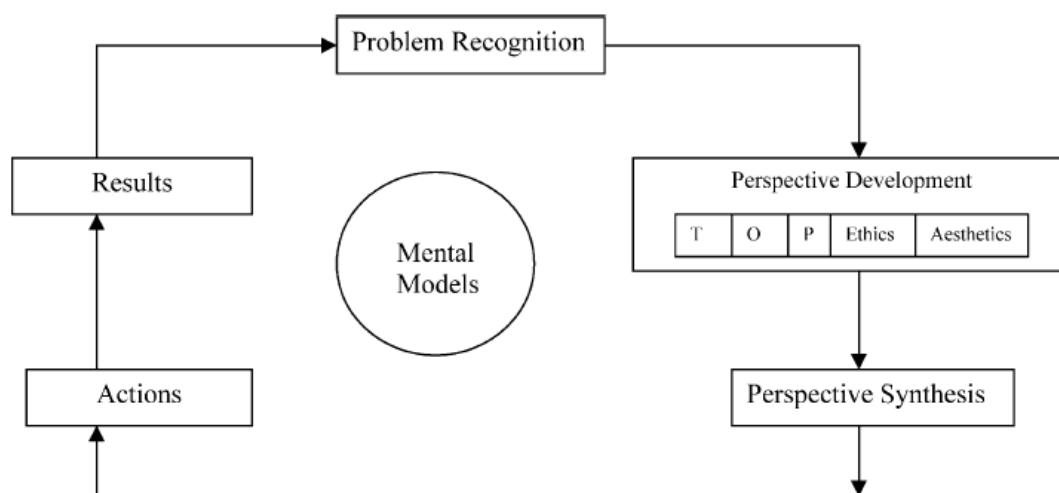 Problem Recognition
Results
Perspective Development
T O P Ethics Aesthetics
Mental
Models
Actions
Perspective Synthesis